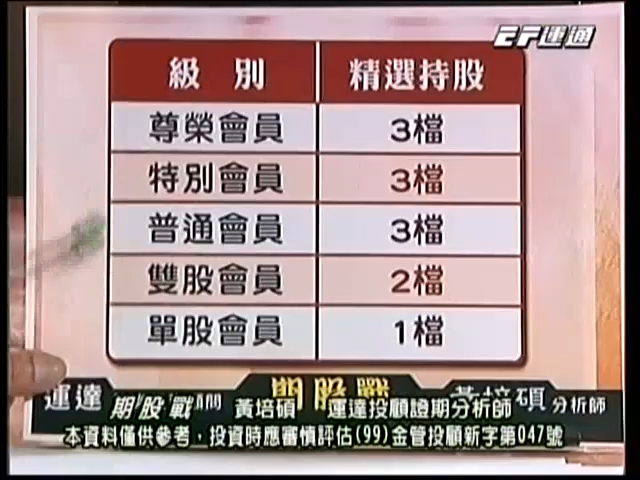 EF運通
級 別 精選持股
尊榮會員 3檔
特別會員 3檔
普通會員 3檔
雙股會員 2檔
單股會員 1檔
運達 期股戰 黃培碩 分析師
期股戰 黃培碩 運達投顧證期分析師
本資料僅供參考，投資時應審慎評估(99)金管投顧新字第047號